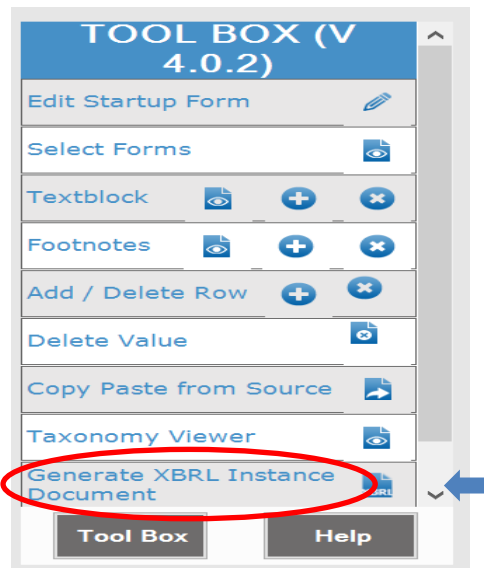 TOOL BOX (V
4.0.2)
Edit Startup Form
Select Forms
Textblock
Footnotes
Add / Delete Row
Delete Value
Copy Paste from Source
Taxonomy Viewer
Generate XBRL Instance
Document
Tool Box Help